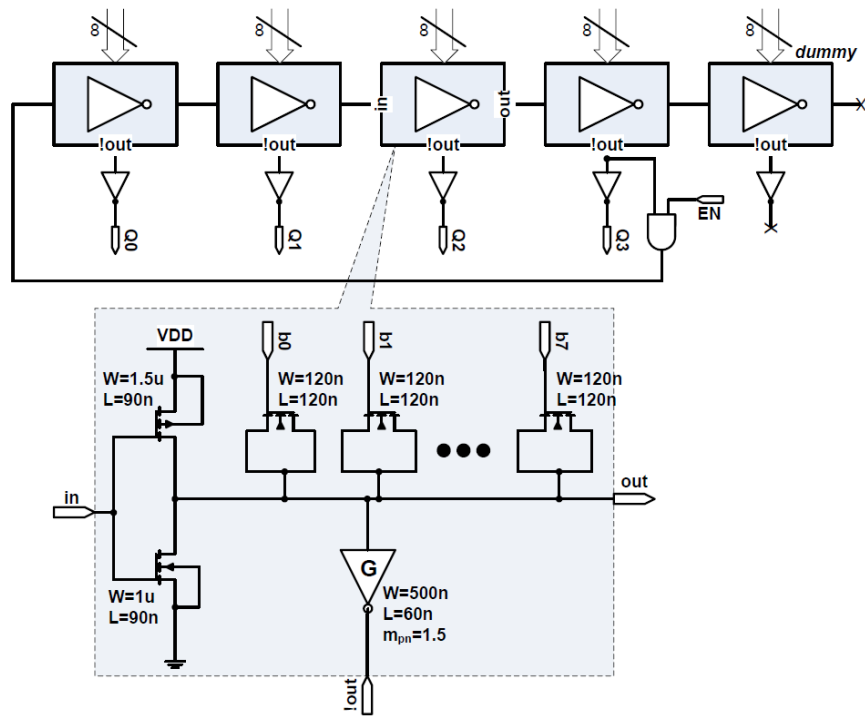 8 8 8 8 8
dummy
in out
!out !out !out !out !out
EN
Q0 Q1 Q2 Q3
VDD
b0 b1 b7
W=1.5u
L=90n
W=120n W=120n W=120n
L=120n L=120n L=120n
in
out
W=1u
L=90n
G
W=500n
L=60n
mpn=1.5
!out